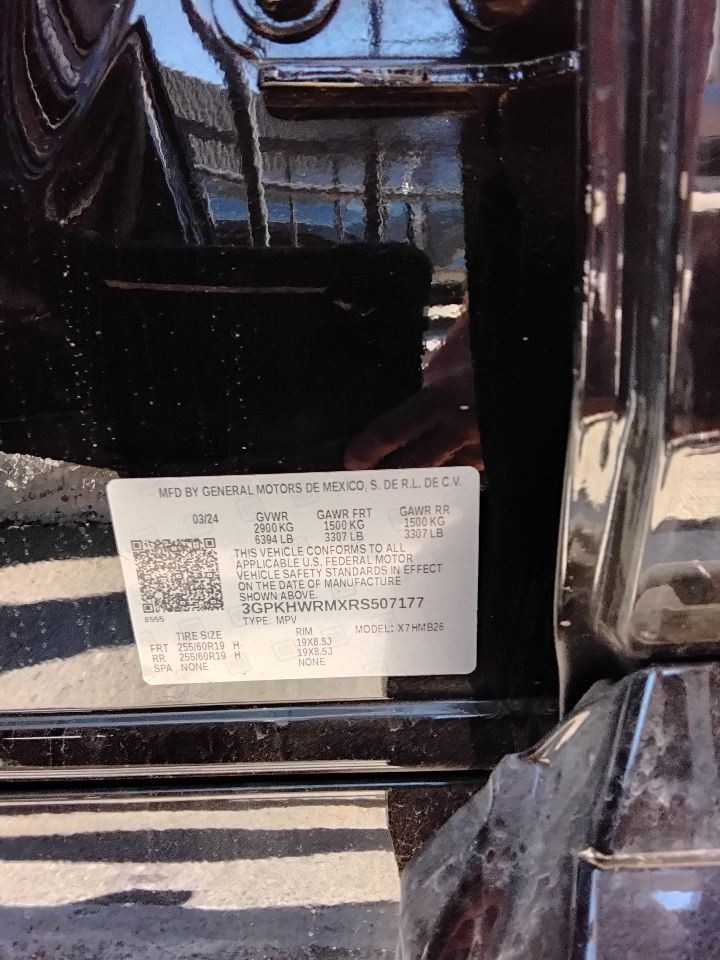 MFD BY GENERAL MOTORS DE MEXICO, S. DE R.L. DE C.V.
03/24 GVWR GAWR FRT GAWR RR
2900 KG 1500 KG 1500 KG
6394 LB 3307 LB 3307 LB
THIS VEHICLE CONFORMS TO ALL
APPLICABLE U.S. FEDERAL MOTOR
VEHICLE SAFETY STANDARDS IN EFFECT
ON THE DATE OF MANUFACTURE
SHOWN ABOVE.
3GPKHWRMXRS507177
8555 TYPE: MPV
TIRE SIZE RIM MODEL: X7HMB26
FRT 255/60R19 H 19X8.5J
RR 255/60R19 H 19X8.5J
SPA NONE NONE